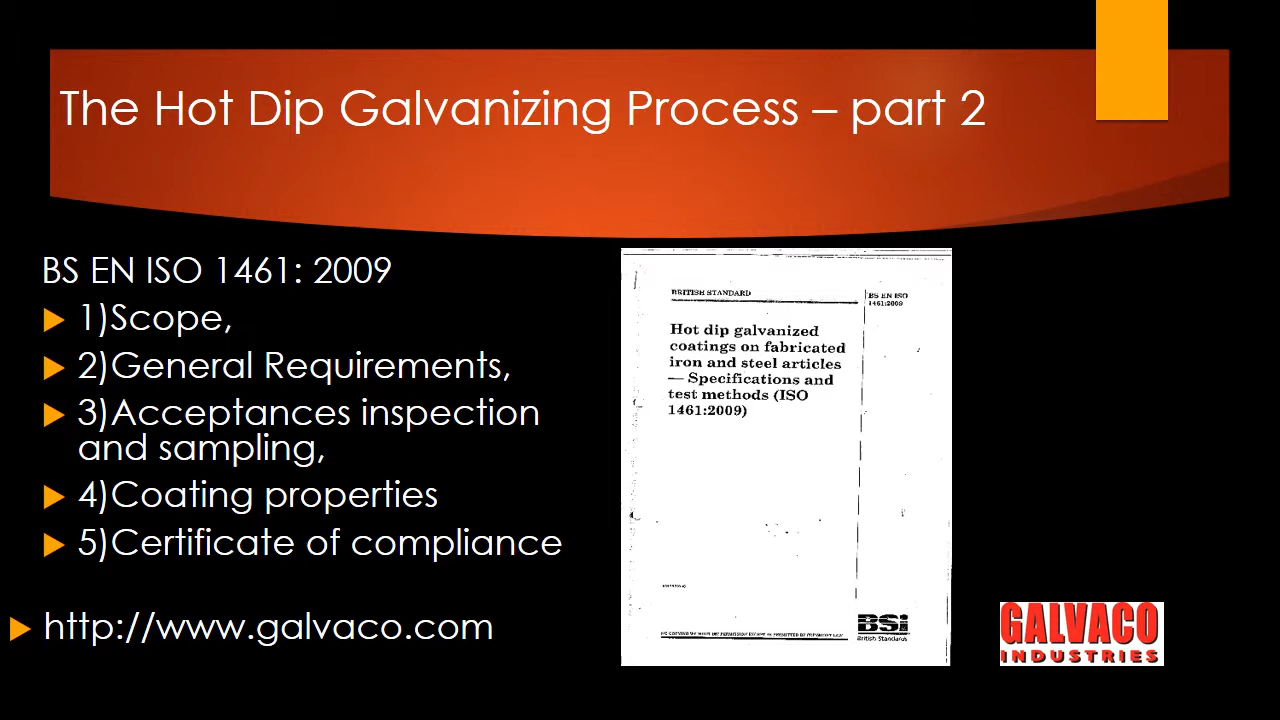 The Hot Dip Galvanizing Process – part 2
BS EN ISO 1461: 2009
1)Scope,
2)General Requirements,
3)Acceptances inspection
and sampling,
4)Coating properties
5)Certificate of compliance
http://www.galvaco.com
BRITISH STANDARD
BS EN ISO
1461:2009
Hot dip galvanized
coatings on fabricated
iron and steel articles
— Specifications and
test methods (ISO
1461:2009)
BSi
British Standards
GALVACO
INDUSTRIES